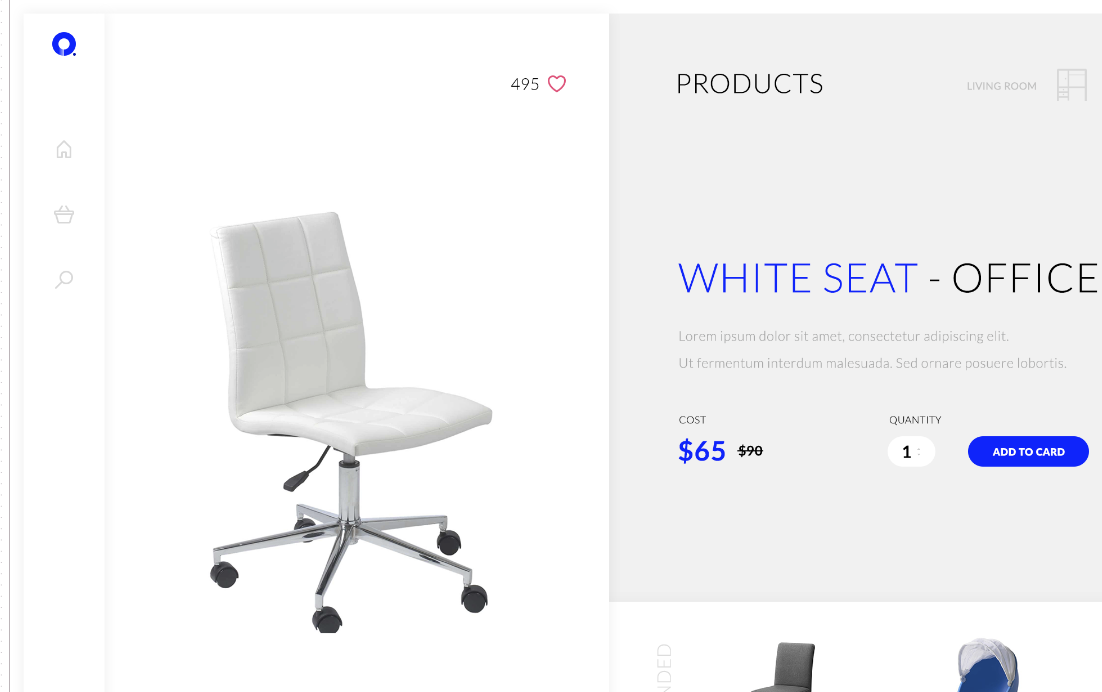 495
PRODUCTS
LIVING ROOM
WHITE SEAT - OFFICE
Lorem ipsum dolor sit amet, consectetur adipiscing elit.
Ut fermentum interdum malesuada. Sed ornare posuere lobortis.
COST
QUANTITY
$65 $90
1
ADD TO CARD
NDED